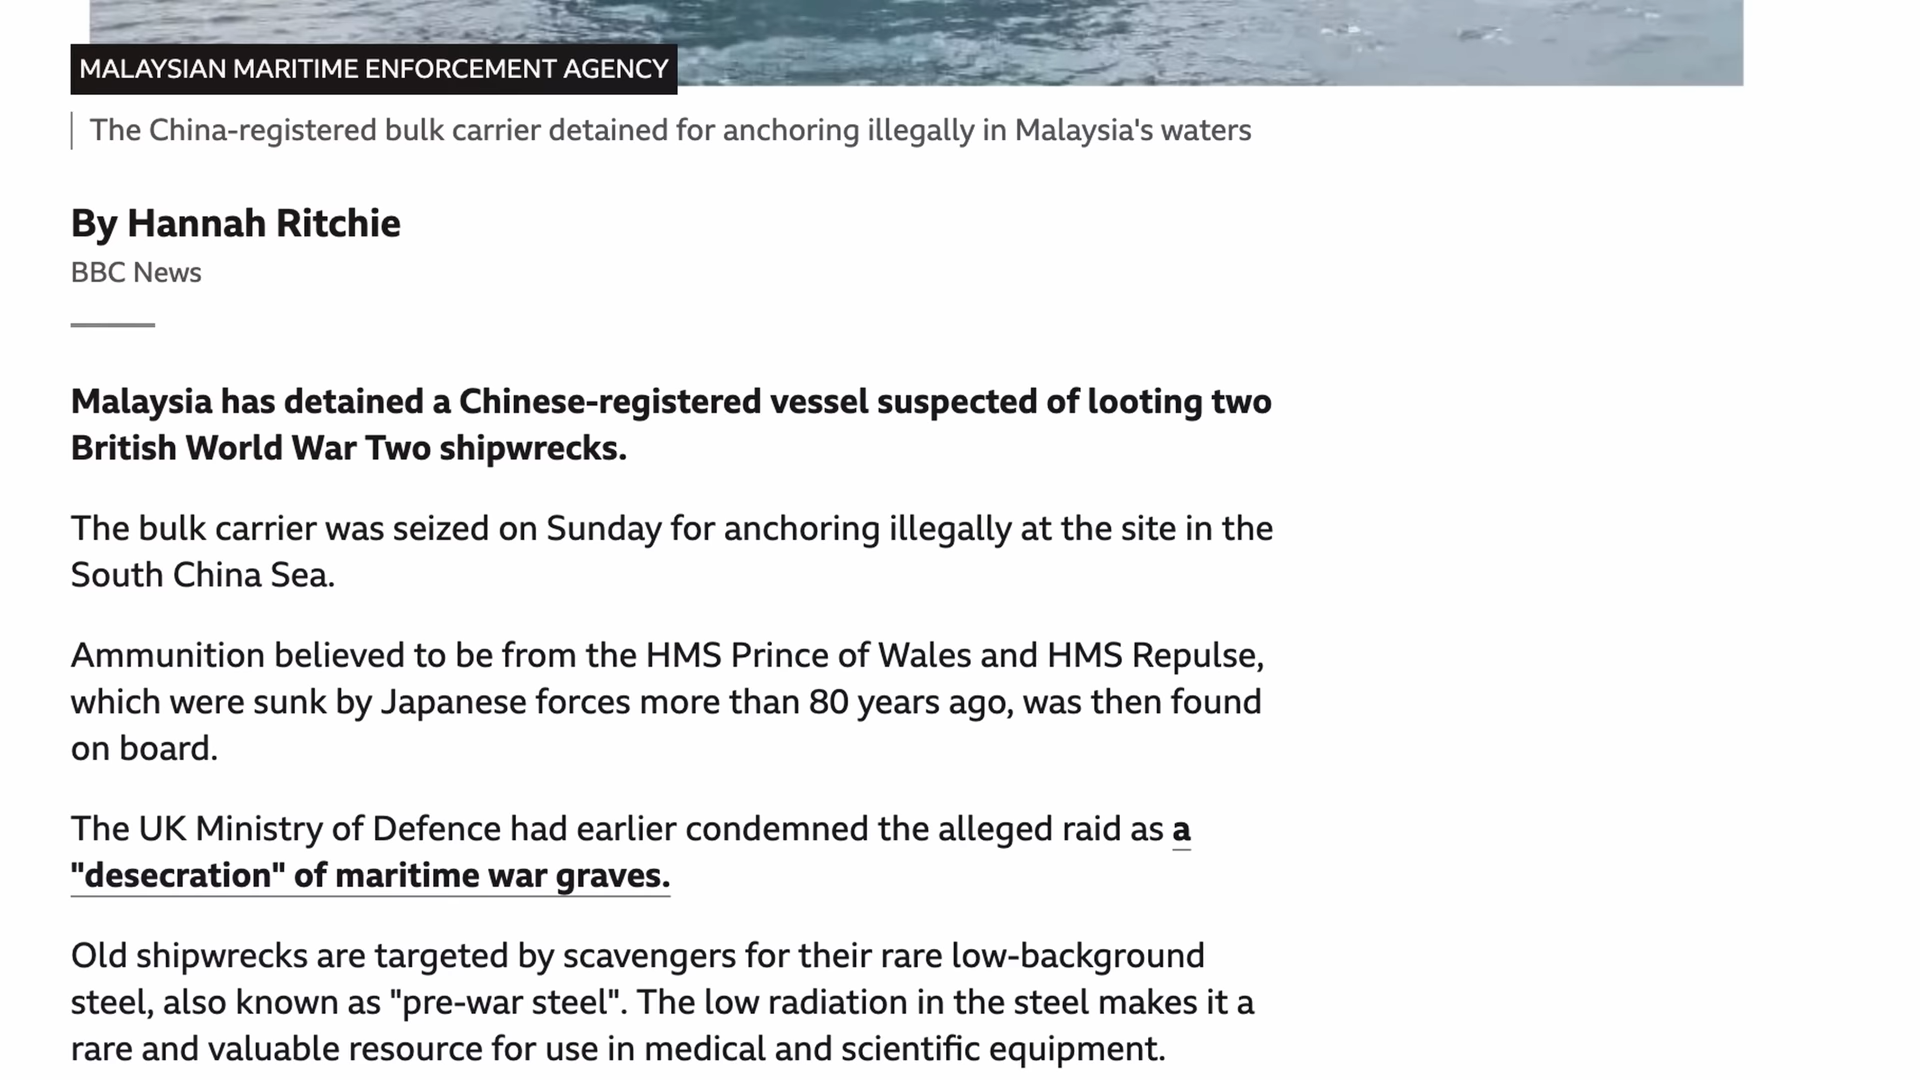 MALAYSIAN MARITIME ENFORCEMENT AGENCY
The China-registered bulk carrier detained for anchoring illegally in Malaysia's waters
By Hannah Ritchie
BBC News
Malaysia has detained a Chinese-registered vessel suspected of looting two
British World War Two shipwrecks.
The bulk carrier was seized on Sunday for anchoring illegally at the site in the
South China Sea.
Ammunition believed to be from the HMS Prince of Wales and HMS Repulse,
which were sunk by Japanese forces more than 80 years ago, was then found
on board.
The UK Ministry of Defence had earlier condemned the alleged raid as a
"desecration" of maritime war graves.
Old shipwrecks are targeted by scavengers for their rare low-background
steel, also known as "pre-war steel". The low radiation in the steel makes it a
rare and valuable resource for use in medical and scientific equipment.